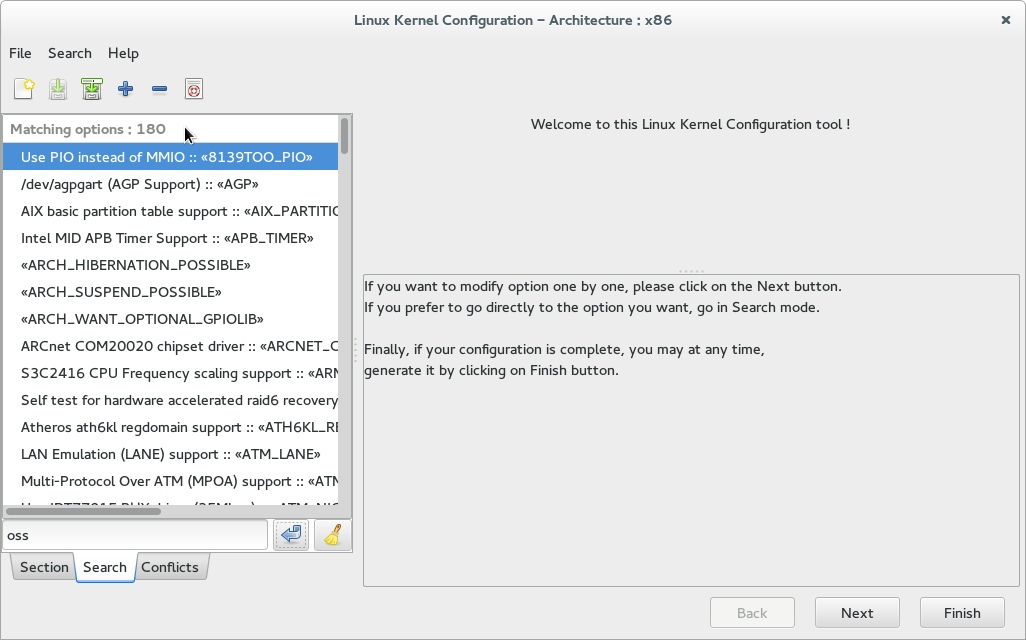 Linux Kernel Configuration – Architecture : x86
File Search Help
Matching options : 180
Use PIO instead of MMIO :: «8139TOO_PIO»
/dev/agpgart (AGP Support) :: «AGP»
AIX basic partition table support :: «AIX_PARTITIO
Intel MID APB Timer Support :: «APB_TIMER»
«ARCH_HIBERNATION_POSSIBLE»
«ARCH_SUSPEND_POSSIBLE»
«ARCH_WANT_OPTIONAL_GPIOLIB»
ARCnet COM20020 chipset driver :: «ARCNET_C
S3C2416 CPU Frequency scaling support :: «ARM
Self test for hardware accelerated raid6 recovery
Atheros ath6kl regdomain support :: «ATH6KL_RE
LAN Emulation (LANE) support :: «ATM_LANE»
Multi-Protocol Over ATM (MPOA) support :: «ATM
oss
Section Search Conflicts
Welcome to this Linux Kernel Configuration tool !
If you want to modify option one by one, please click on the Next button.
If you prefer to go directly to the option you want, go in Search mode.
Finally, if your configuration is complete, you may at any time,
generate it by clicking on Finish button.
Back Next Finish